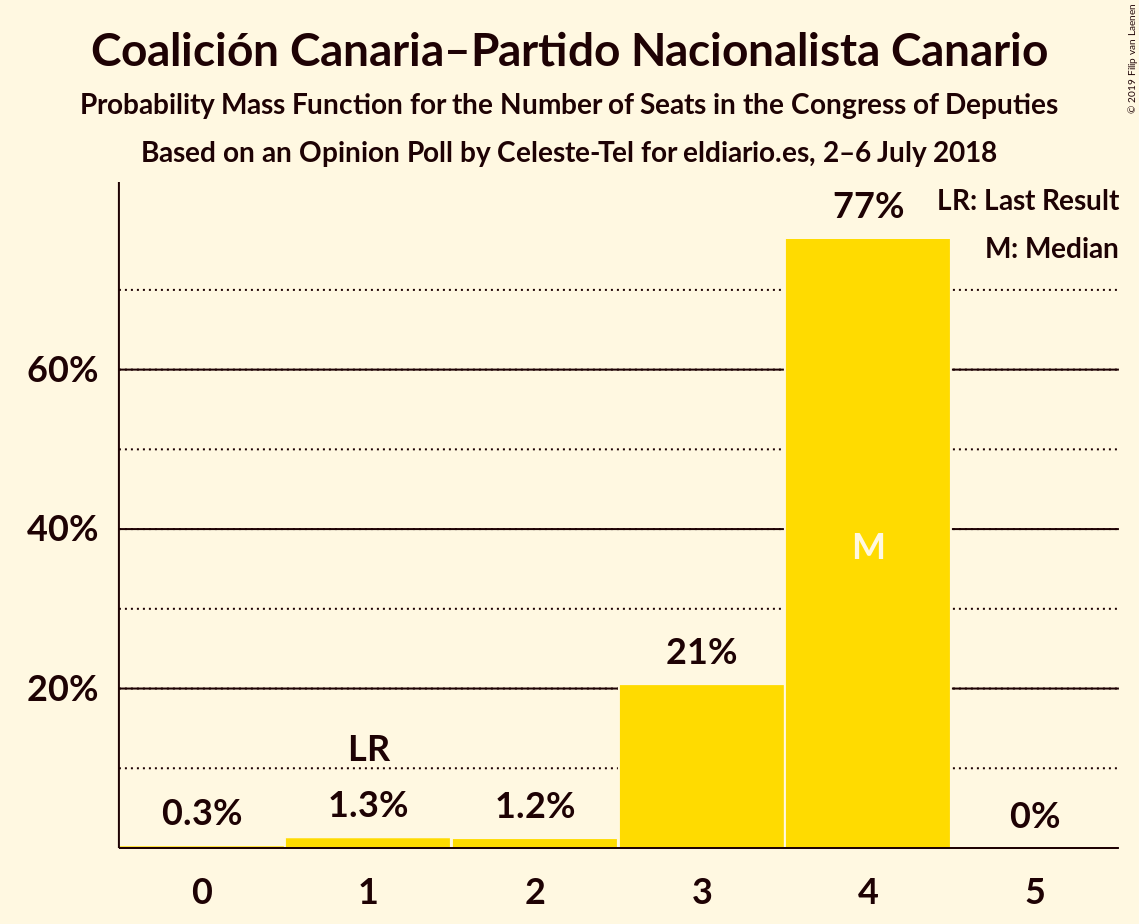 Coalición Canaria–Partido Nacionalista Canario
Probability Mass Function for the Number of Seats in the Congress of Deputies
Based on an Opinion Poll by Celeste-Tel for eldiario.es, 2–6 July 2018
© 2019 Filip van Laenen
LR: Last Result
M: Median
77%
60%
40%
M
21%
20%
LR
0.3%
1.3%
1.2%
0%
0 1 2 3 4 5